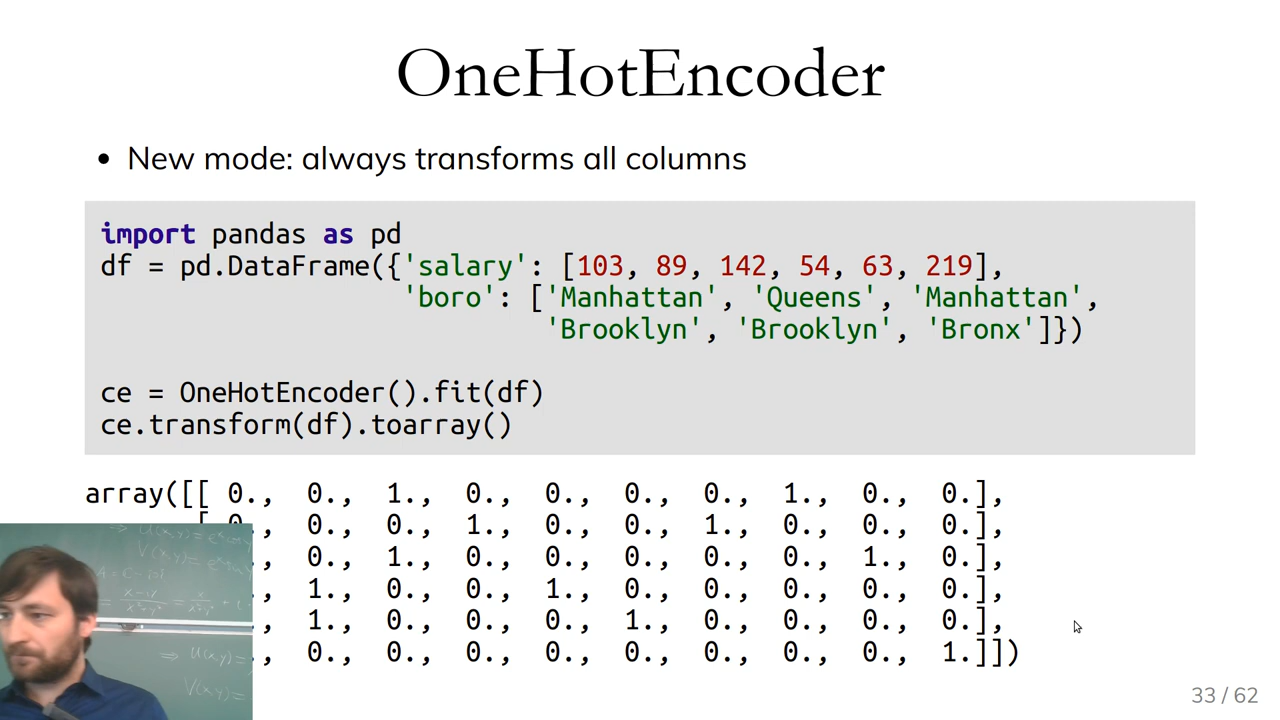 OneHotEncoder
• New mode: always transforms all columns
import pandas as pd
df = pd.DataFrame({'salary': [103, 89, 142, 54, 63, 219],
'boro': ['Manhattan', 'Queens', 'Manhattan',
'Brooklyn', 'Brooklyn', 'Bronx']})
ce = OneHotEncoder().fit(df)
ce.transform(df).toarray()
array([[ 0., 0., 1., 0., 0., 0., 0., 1., 0., 0.],
[ 0., 0., 0., 1., 0., 0., 1., 0., 0., 0.],
, 0., 1., 0., 0., 0., 0., 0., 1., 0.],
, 1., 0., 0., 1., 0., 0., 0., 0., 0.],
, 1., 0., 0., 0., 1., 0., 0., 0., 0.],
, 0., 0., 0., 0., 0., 0., 0., 0., 1.]])
⇒ U(x,y)=
V(x,y)=
⇒ U(x,y)=
V(x,y)=
33 / 62